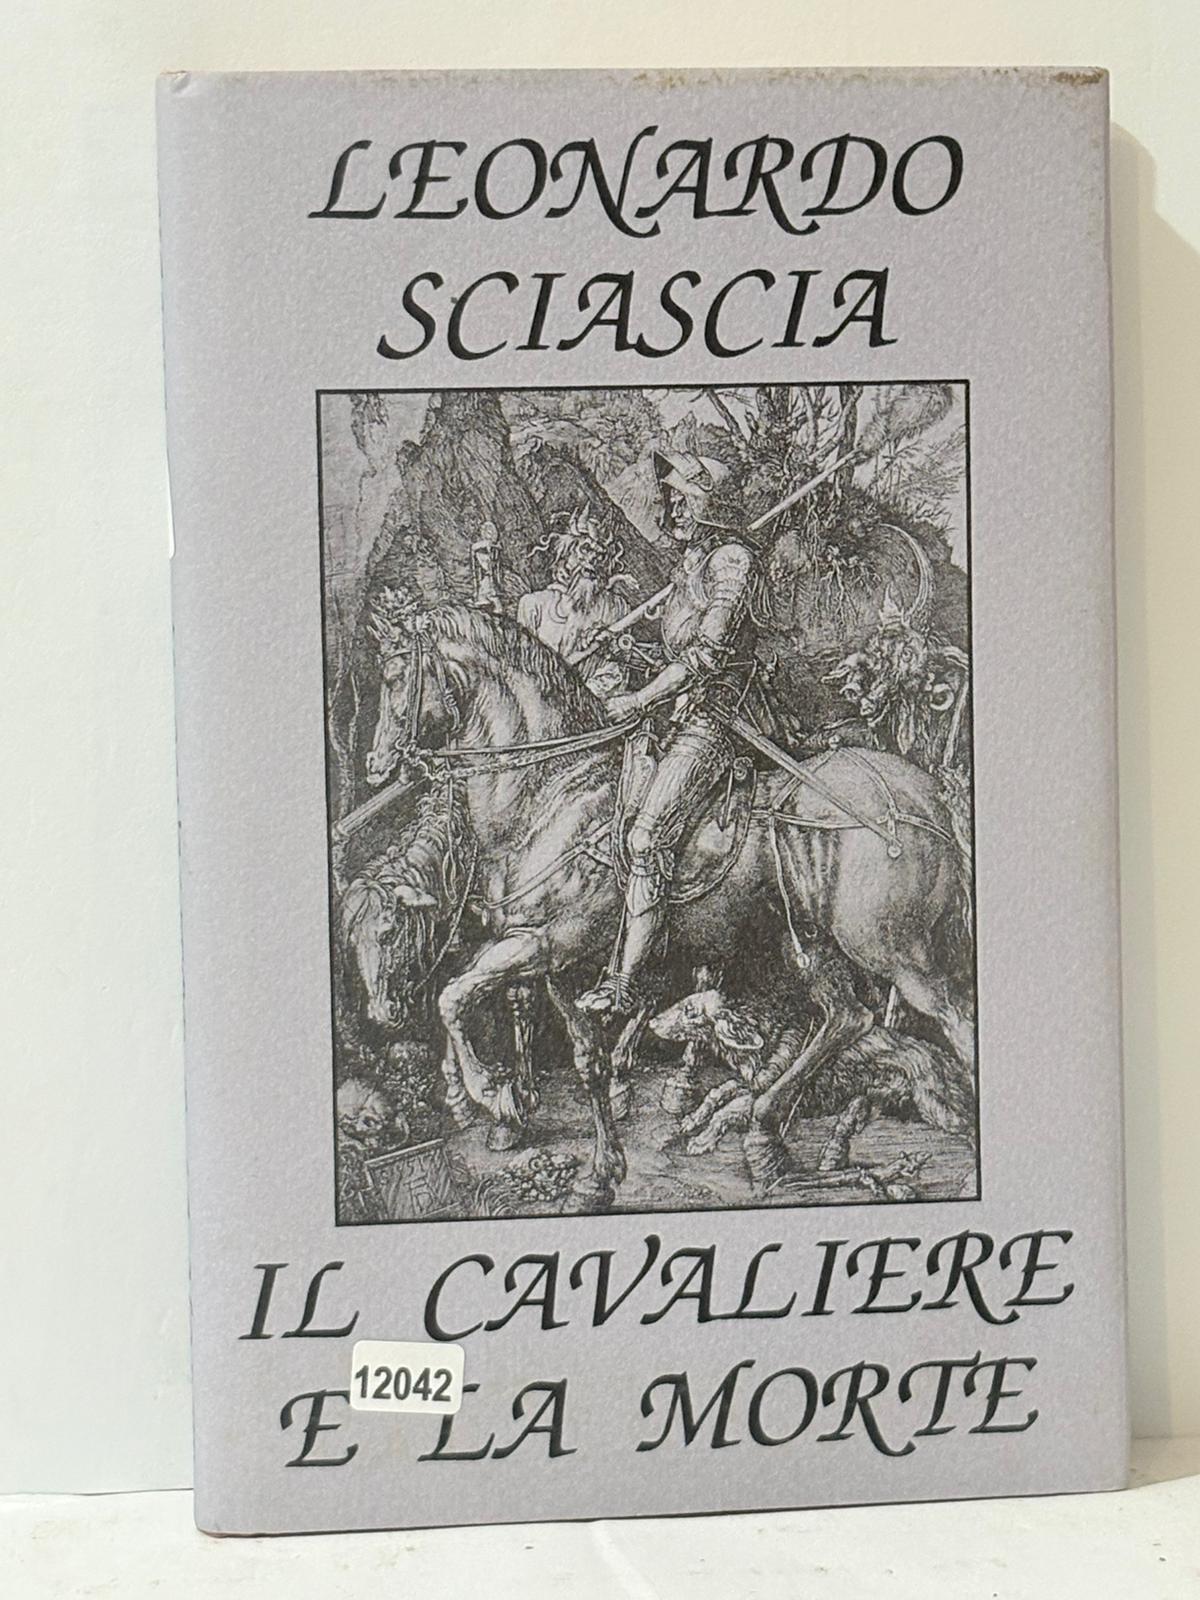 LEONARDO
SCIASCIA
IL CAVALIERE
E LA MORTE
12042